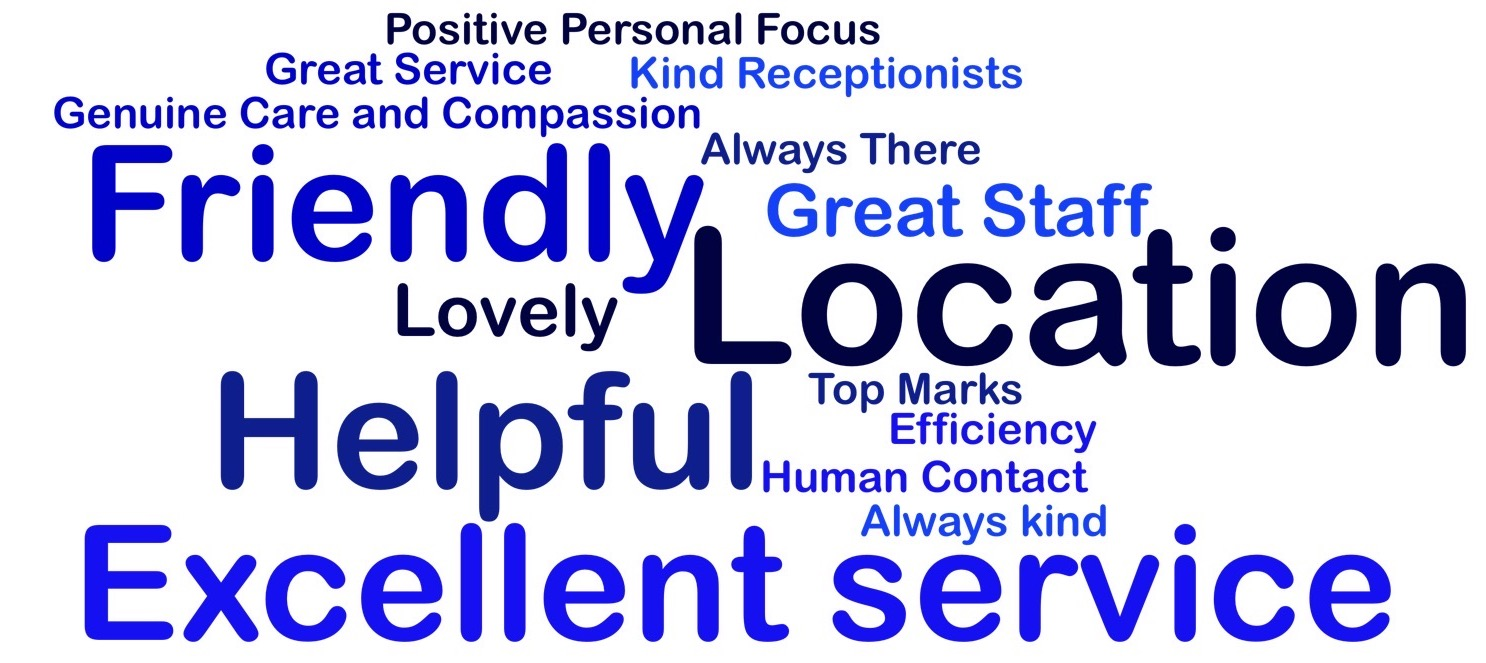 Positive Personal Focus
Great Service
Kind Receptionists
Genuine Care and Compassion
Always There
Friendly
Great Staff
Location
Lovely
Helpful
Top Marks
Efficiency
Human Contact
Always kind
Excellent service